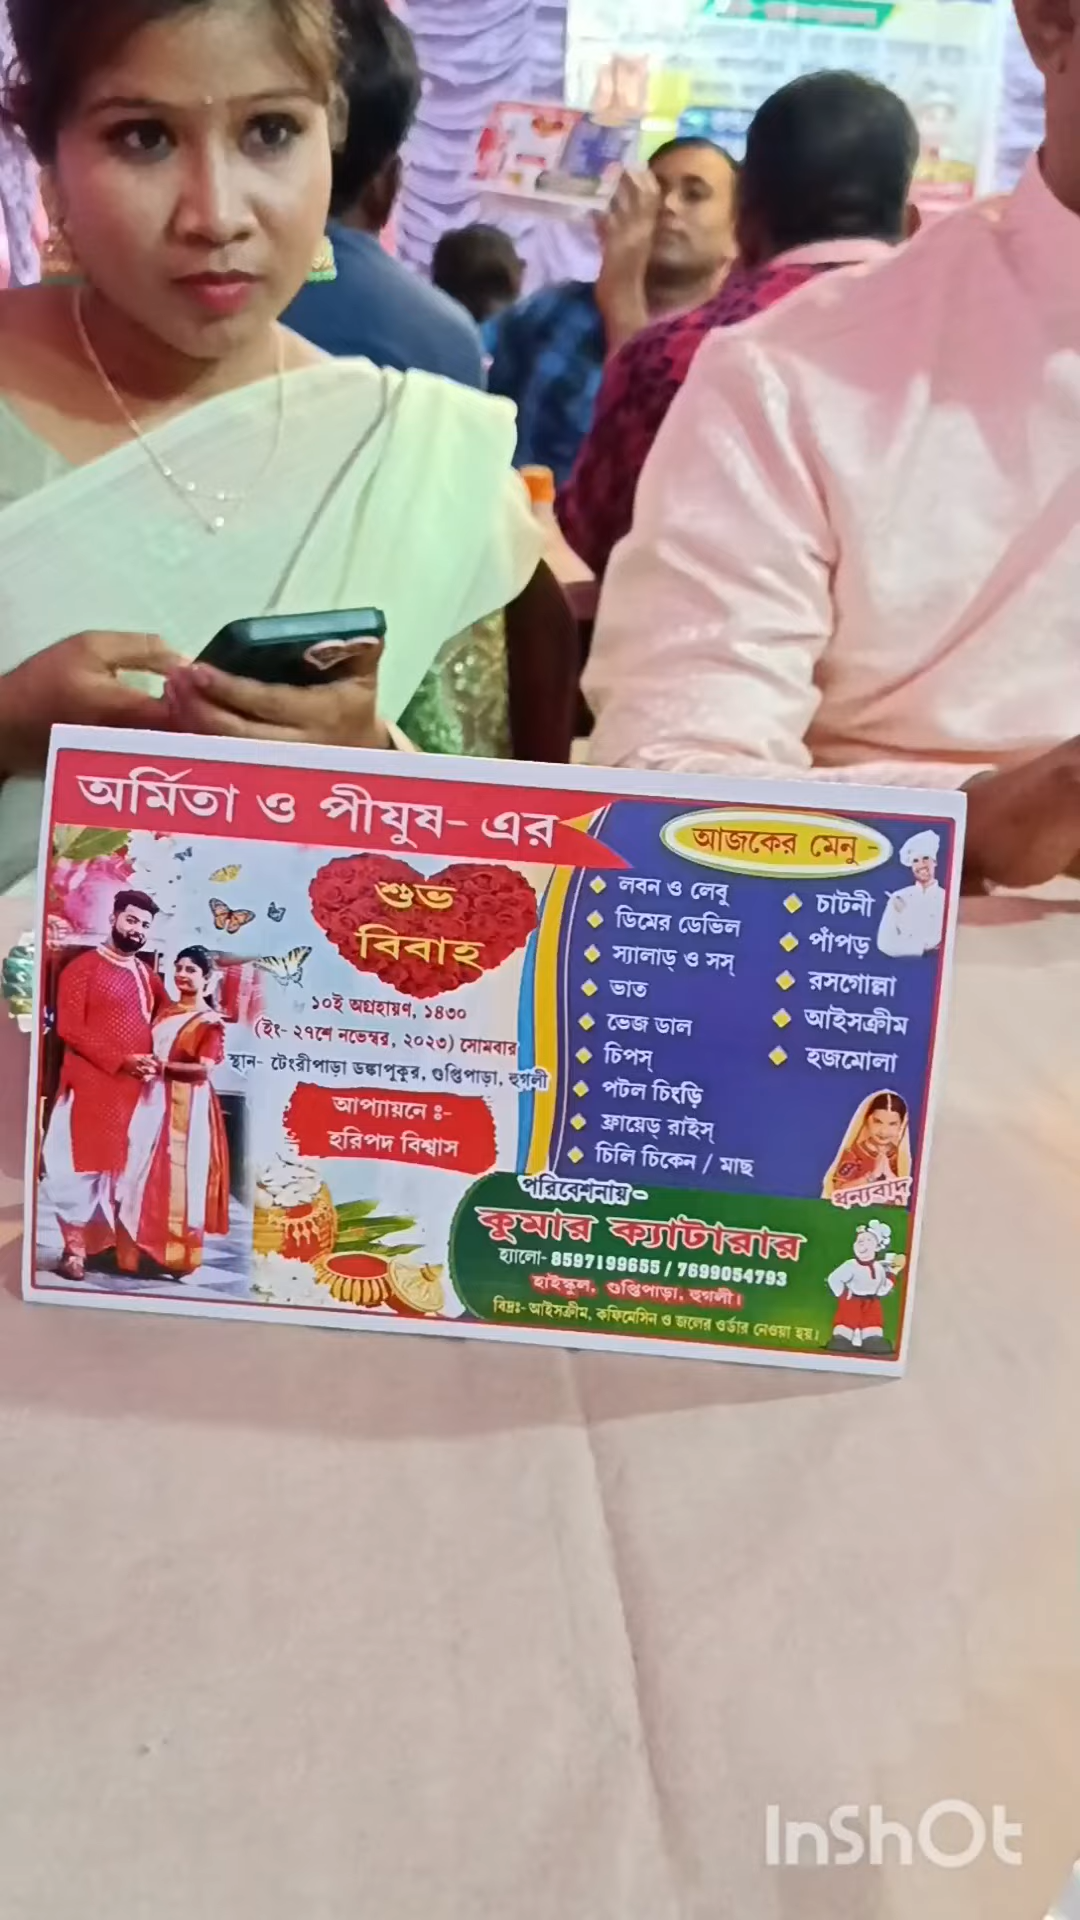 অর্মিতা ও পীযুষ- এর
শুভ
বিবাহ
১০ই অগ্রহায়ণ, ১৪৩০
(ইং- ২৭শে নভেম্বর, ২০২৩) সোমবার
স্থান- টেংরীপাড়া ডঙ্কাপুকুর, গুপ্তিপাড়া, হুগলী
আপ্যায়নে ঃ-
হরিপদ বিশ্বাস
আজকের মেনু -
লবন ও লেবু
ডিমের ডেভিল
স্যালাড্ ও সস্
ভাত
ভেজ ডাল
চিপস্
পটল চিংড়ি
ফ্রায়েড্ রাইস্
চিলি চিকেন / মাছ
চাটনী
পাঁপড়
রসগোল্লা
আইসক্রীম
হজমোলা
ধন্যবাদ
পরিবেশনায় -
কুমার ক্যাটারার
হ্যালো- 8597199655 / 7699054793
হাইস্কুল, গুপ্তিপাড়া, হুগলী।
বিদ্রঃ- আইসক্রীম, কফিমেসিন ও জলের ওর্ডার নেওয়া হয়।
InShOt